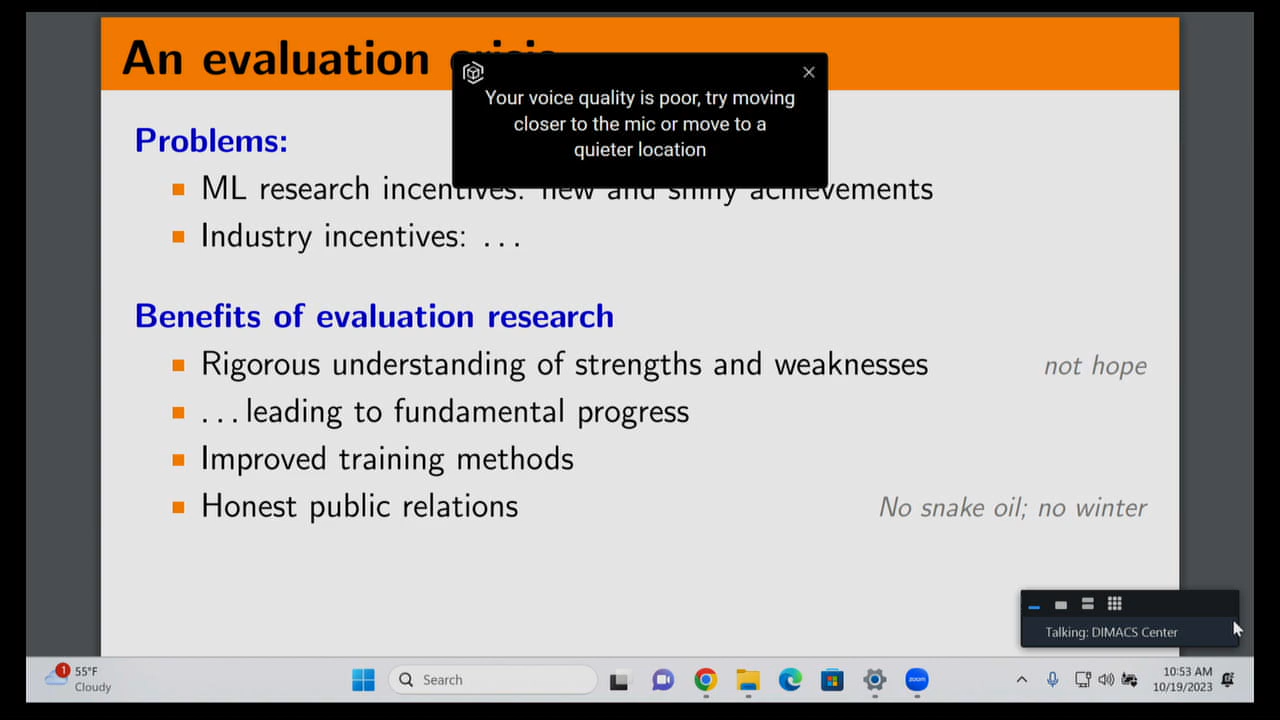 An evaluation crisis
Your voice quality is poor, try moving
closer to the mic or move to a
quieter location
Problems:
ML research incentives: new and shiny achievements
Industry incentives: ...
Benefits of evaluation research
Rigorous understanding of strengths and weaknesses not hope
...leading to fundamental progress
Improved training methods
Honest public relations No snake oil; no winter
Talking: DIMACS Center
1
55°F
Cloudy
Search
zoom
10:53 AM
10/19/2023